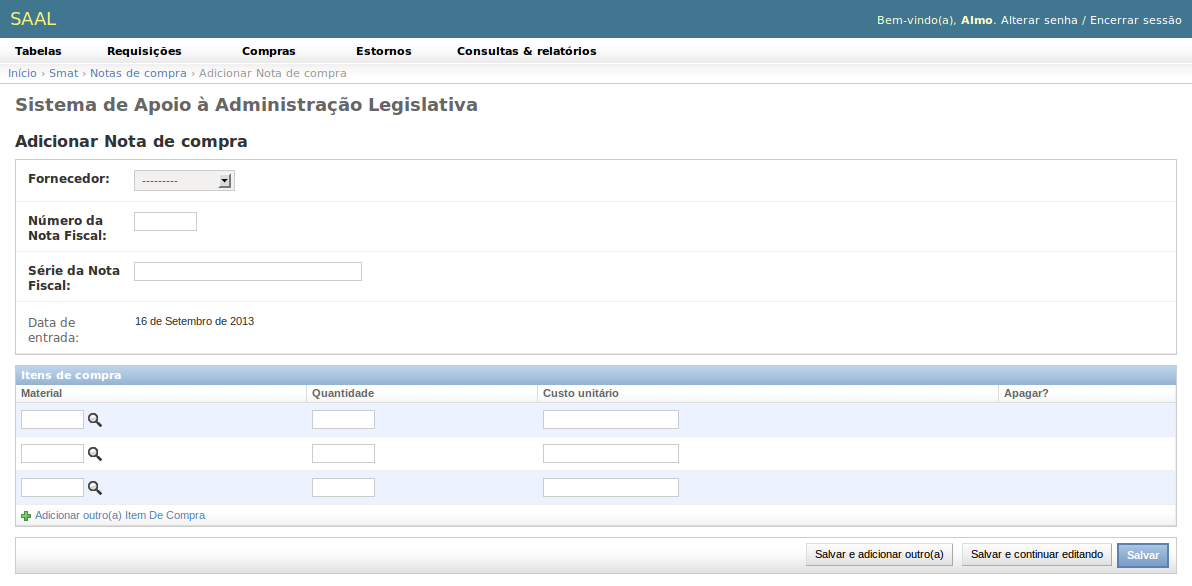 SAAL
Bem-vindo(a), Almo. Alterar senha / Encerrar sessão
Tabelas Requisições Compras Estornos Consultas & relatórios
Início › Smat › Notas de compra › Adicionar Nota de compra
Sistema de Apoio à Administração Legislativa
Adicionar Nota de compra
Fornecedor: ---------
Número da
Nota Fiscal:
Série da Nota
Fiscal:
Data de
entrada:
16 de Setembro de 2013
Itens de compra
Material Quantidade Custo unitário Apagar?
Adicionar outro(a) Item De Compra
Salvar e adicionar outro(a) Salvar e continuar editando Salvar